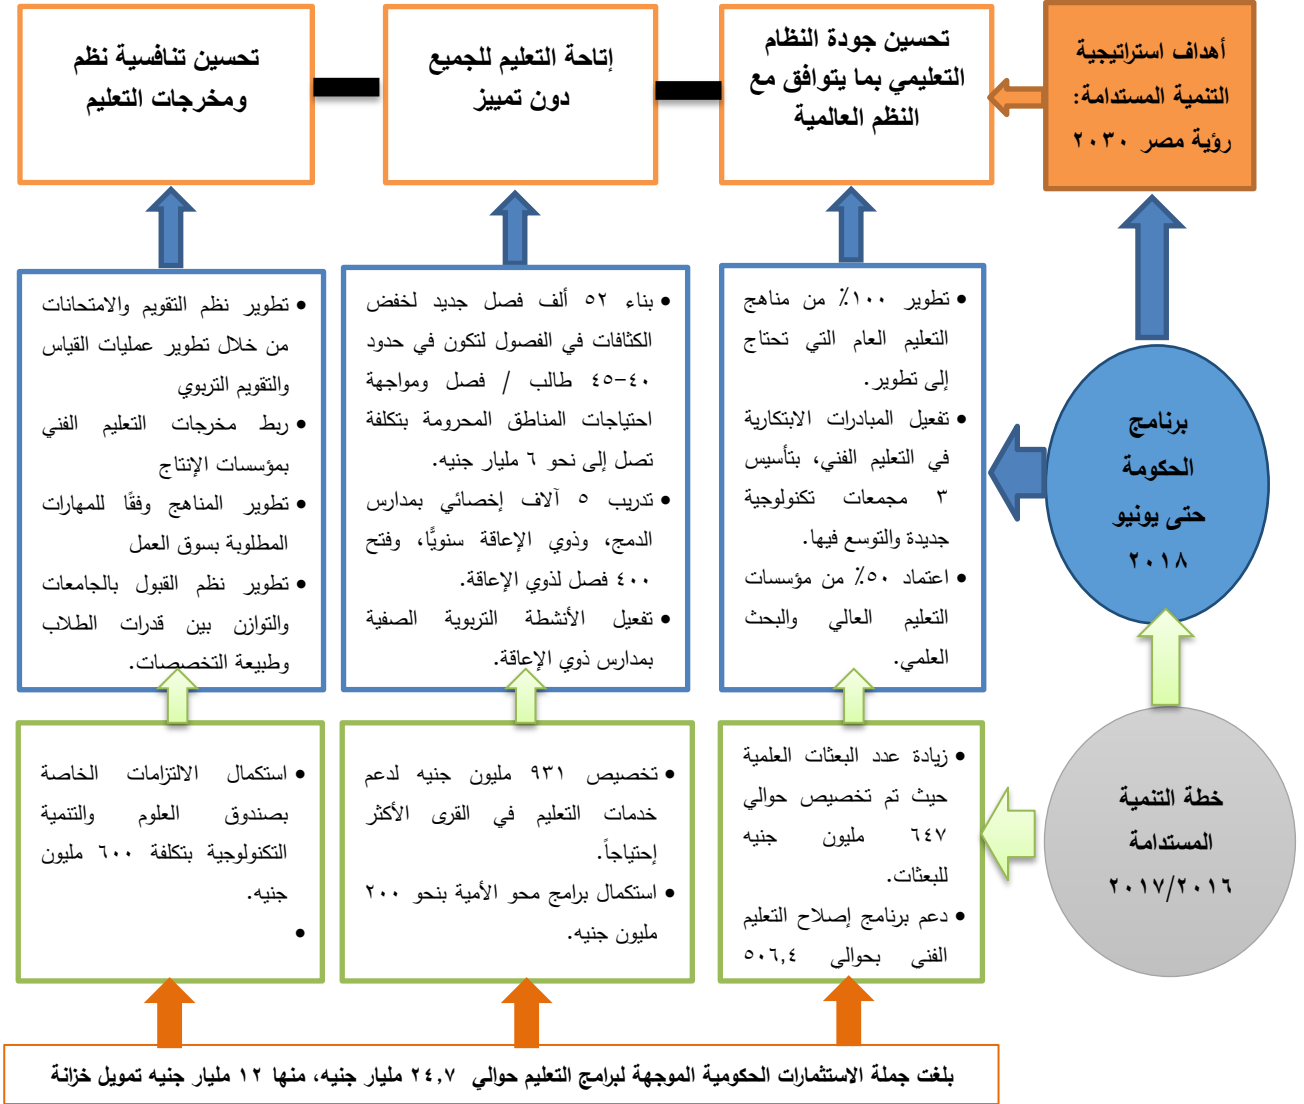 أهداف استراتيجية
التنمية المستدامة:
رؤية مصر ٢٠٣٠
تحسين جودة النظام
التعليمي بما يتوافق مع
النظم العالمية
إتاحة التعليم للجميع
دون تمييز
تحسين تنافسية نظم
ومخرجات التعليم
برنامج
الحكومة
حتى يونيو
٢٠١٨
• تطوير ١٠٠٪ من مناهج
التعليم العام التي تحتاج
إلى تطوير.
• تفعيل المبادرات الابتكارية
في التعليم الفني، بتأسيس
٣ مجمعات تكنولوجية
جديدة والتوسع فيها.
• اعتماد ٥٠٪ من مؤسسات
التعليم العالي والبحث
العلمي.
• بناء ٥٢ ألف فصل جديد لخفض
الكثافات في الفصول لتكون في حدود
٤٠-٤٥ طالب / فصل ومواجهة
احتياجات المناطق المحرومة بتكلفة
تصل إلى نحو ٦ مليار جنيه.
• تدريب ٥ آلاف إخصائي بمدارس
الدمج، وذوي الإعاقة سنويًّا، وفتح
٤٠٠ فصل لذوي الإعاقة.
• تفعيل الأنشطة التربوية الصفية
بمدارس ذوي الإعاقة.
• تطوير نظم التقويم والامتحانات
من خلال تطوير عمليات القياس
والتقويم التربوي
• ربط مخرجات التعليم الفني
بمؤسسات الإنتاج
• تطوير المناهج وفقًا للمهارات
المطلوبة بسوق العمل
• تطوير نظم القبول بالجامعات
والتوازن بين قدرات الطلاب
وطبيعة التخصصات.
خطة التنمية
المستدامة
٢٠١٧/٢٠١٦
• زيادة عدد البعثات العلمية
حيث تم تخصيص حوالي
٦٤٧ مليون جنيه
للبعثات.
• دعم برنامج إصلاح التعليم
الفني بحوالي ٥٠٦,٤
• تخصيص ٩٣١ مليون جنيه لدعم
خدمات التعليم في القرى الأكثر
إحتياجاً.
• استكمال برامج محو الأمية بنحو ٢٠٠
مليون جنيه.
• استكمال الالتزامات الخاصة
بصندوق العلوم والتنمية
التكنولوجية بتكلفة ٦٠٠ مليون
جنيه.
•
بلغت جملة الاستثمارات الحكومية الموجهة لبرامج التعليم حوالي ٢٤,٧ مليار جنيه، منها ١٢ مليار جنيه تمويل خزانة